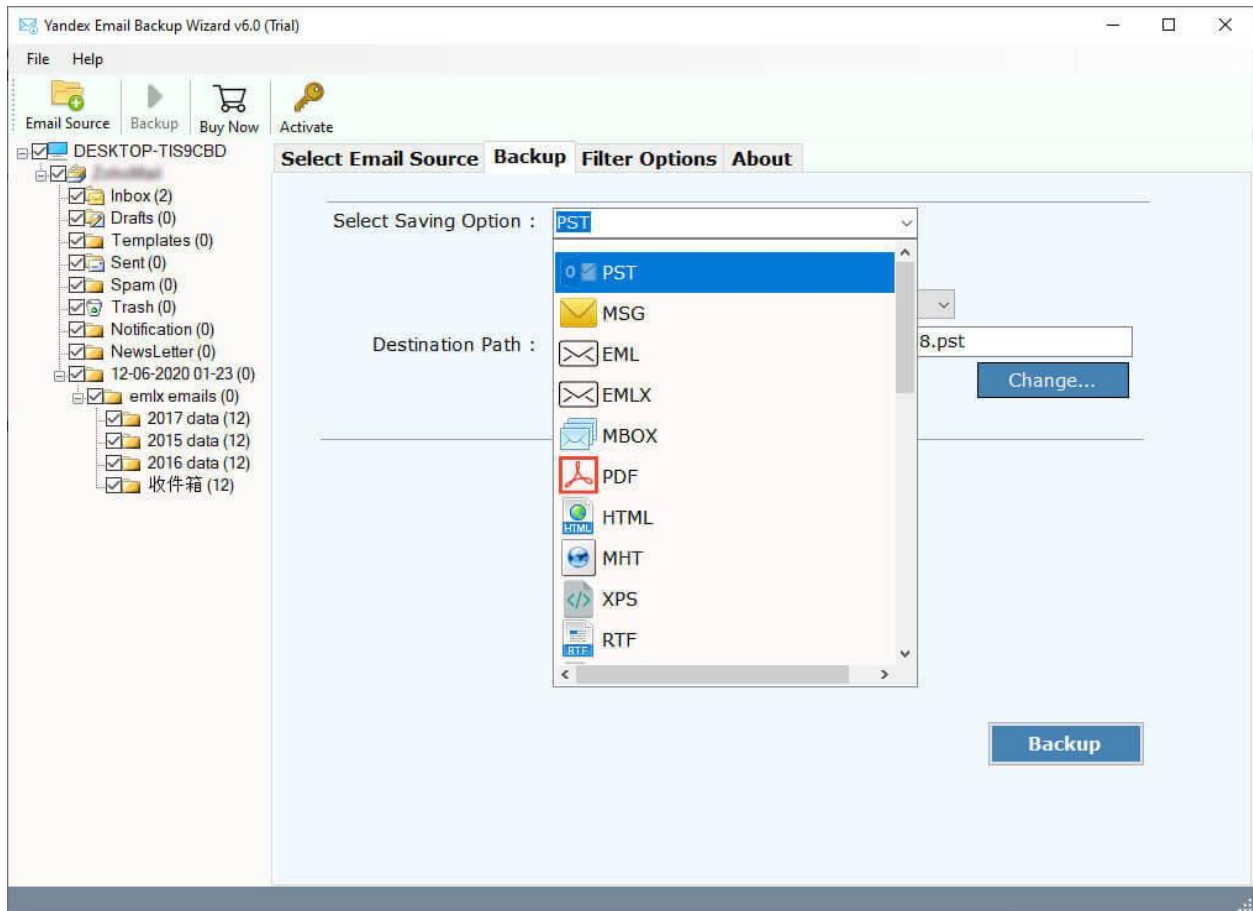 Yandex Email Backup Wizard v6.0 (Trial)
File Help
Email Source Backup Buy Now Activate
DESKTOP-TIS9CBD
Select Email Source Backup Filter Options About
Inbox (2)
Drafts (0)
Templates (0)
Sent (0)
Spam (0)
Trash (0)
Notification (0)
NewsLetter (0)
12-06-2020 01-23 (0)
emlx emails (0)
2017 data (12)
2015 data (12)
2016 data (12)
收件箱 (12)
Select Saving Option : PST
PST
MSG
EML
EMLX
MBOX
PDF
HTML
MHT
XPS
RTF
Destination Path : 8.pst
Change...
Backup